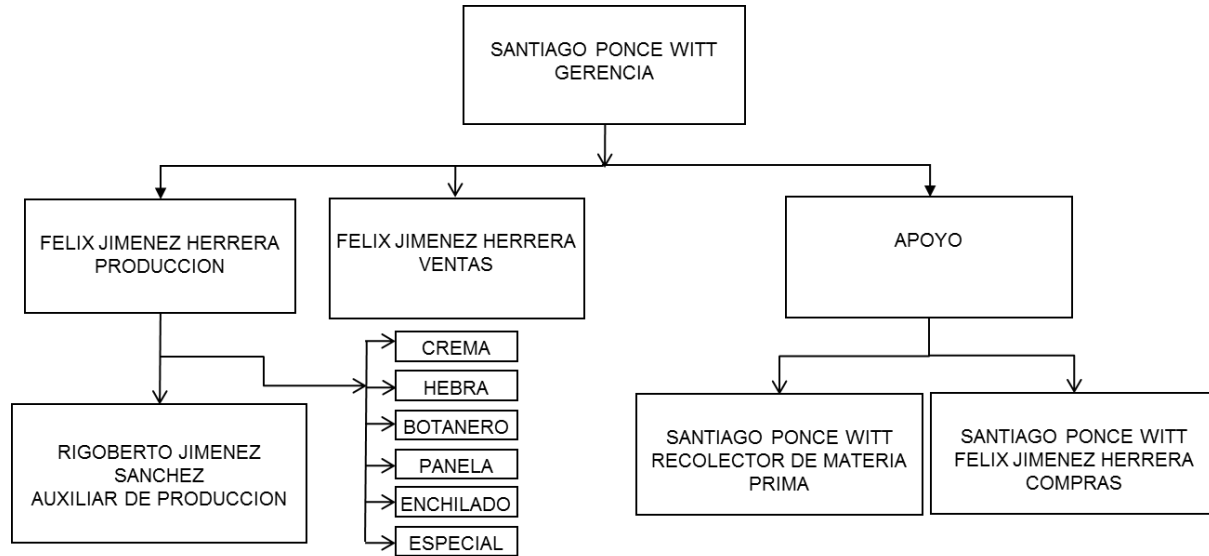 SANTIAGO PONCE WITT
GERENCIA
FELIX JIMENEZ HERRERA
PRODUCCION
FELIX JIMENEZ HERRERA
VENTAS
APOYO
CREMA
HEBRA
BOTANERO
PANELA
ENCHILADO
ESPECIAL
RIGOBERTO JIMENEZ
SANCHEZ
AUXILIAR DE PRODUCCION
SANTIAGO PONCE WITT
RECOLECTOR DE MATERIA
PRIMA
SANTIAGO PONCE WITT
FELIX JIMENEZ HERRERA
COMPRAS